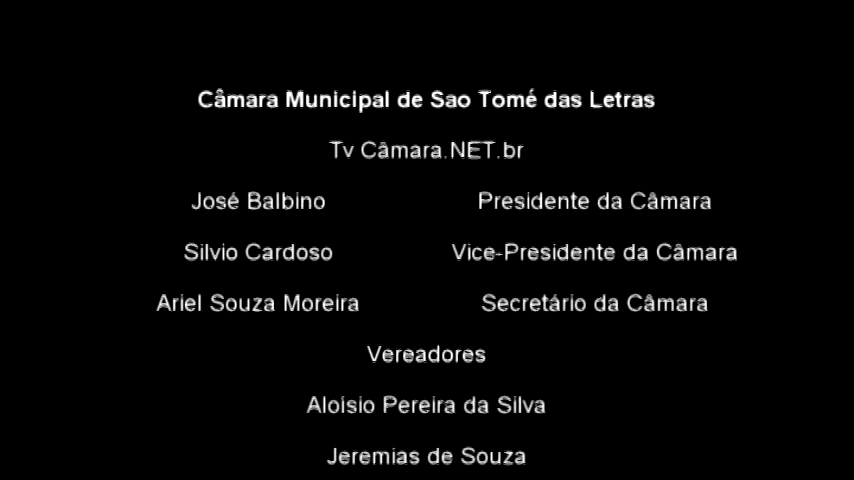 Câmara Municipal de Sao Tomé das Letras
Tv Câmara.NET.br
José Balbino Presidente da Câmara
Silvio Cardoso Vice-Presidente da Câmara
Ariel Souza Moreira Secretário da Câmara
Vereadores
Aloísio Pereira da Silva
Jeremias de Souza